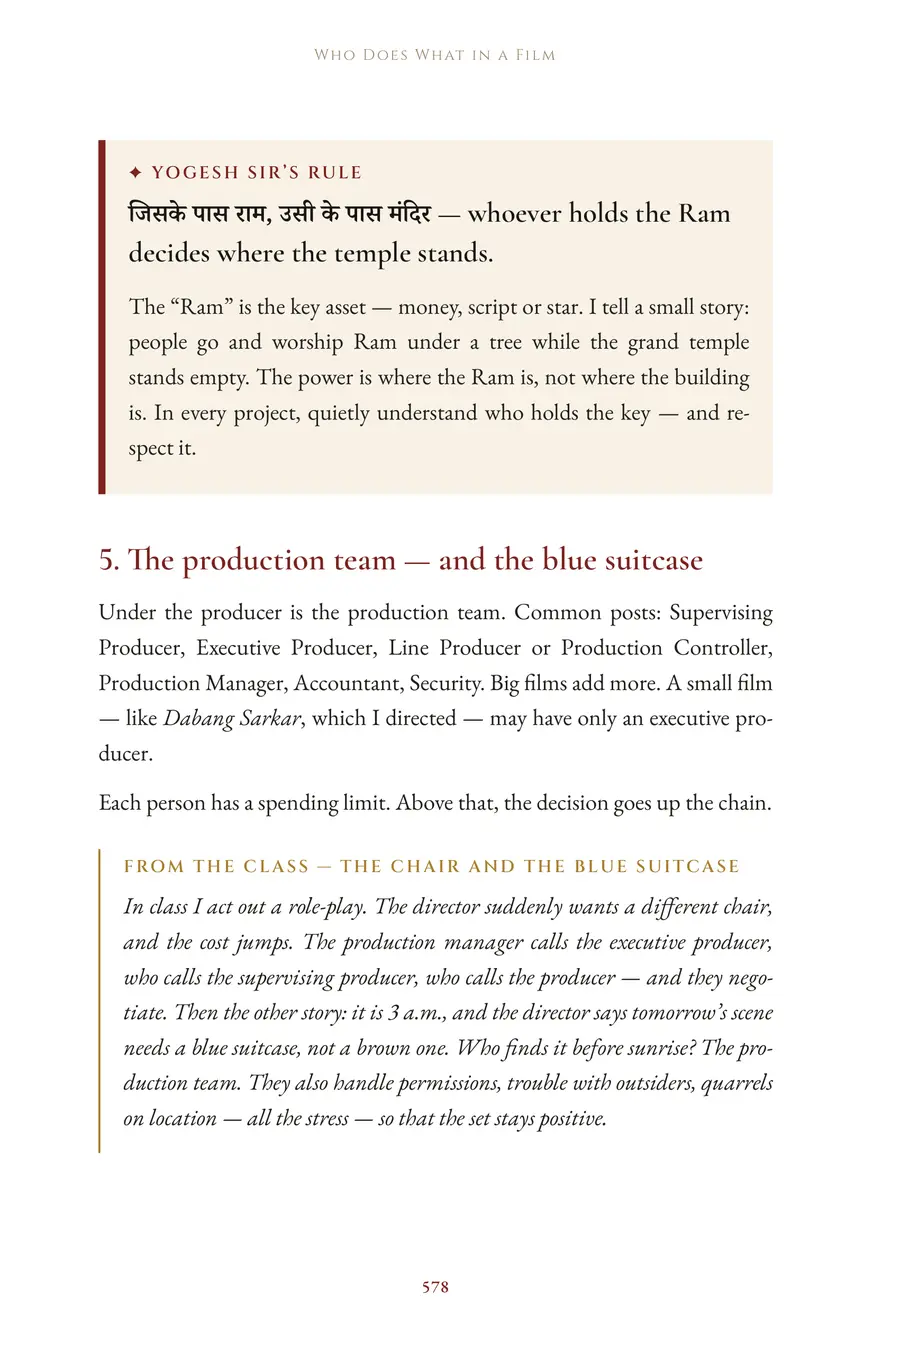 Who Does What in a Film
✦ YOGESH SIR’S RULE
जिसके पास राम, उसी के पास मंदिर — whoever holds the Ram
decides where the temple stands.
The “Ram” is the key asset — money, script or star. I tell a small story:
people go and worship Ram under a tree while the grand temple
stands empty. The power is where the Ram is, not where the building
is. In every project, quietly understand who holds the key — and re-
spect it.
5. The production team — and the blue suitcase
Under the producer is the production team. Common posts: Supervising
Producer, Executive Producer, Line Producer or Production Controller,
Production Manager, Accountant, Security. Big films add more. A small film
— like Dabang Sarkar, which I directed — may have only an executive pro-
ducer.
Each person has a spending limit. Above that, the decision goes up the chain.
FROM THE CLASS — THE CHAIR AND THE BLUE SUITCASE
In class I act out a role-play. The director suddenly wants a different chair,
and the cost jumps. The production manager calls the executive producer,
who calls the supervising producer, who calls the producer — and they nego-
tiate. Then the other story: it is 3 a.m., and the director says tomorrow’s scene
needs a blue suitcase, not a brown one. Who finds it before sunrise? The pro-
duction team. They also handle permissions, trouble with outsiders, quarrels
on location — all the stress — so that the set stays positive.
578